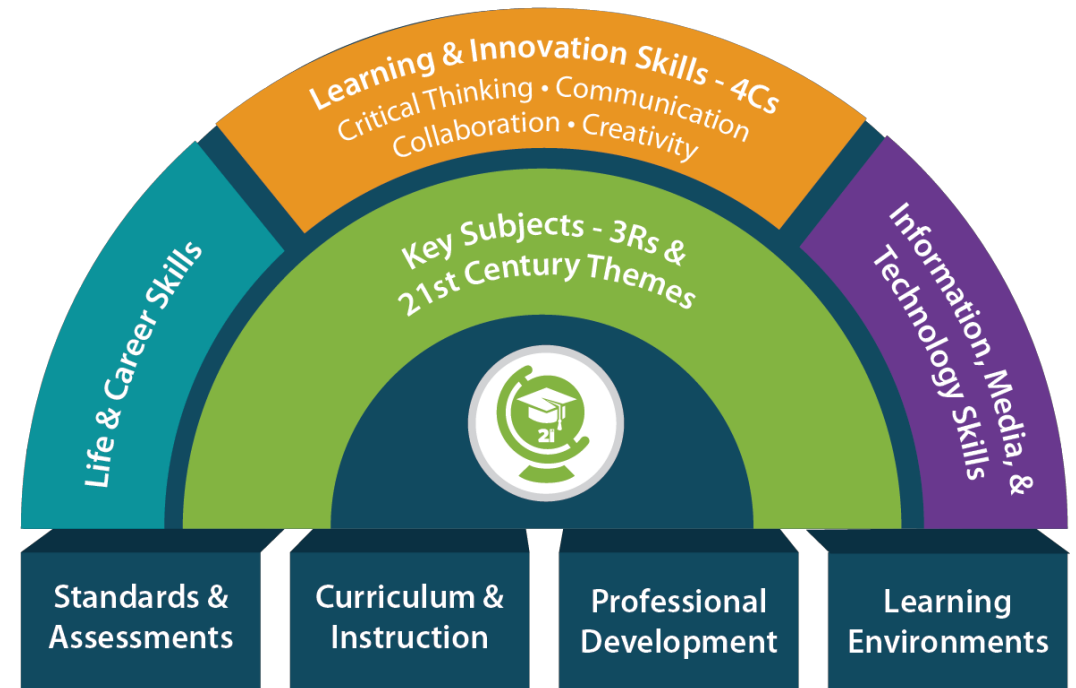 Learning & Innovation Skills - 4Cs
Critical Thinking • Communication
Collaboration • Creativity
Life & Career Skills
Key Subjects - 3Rs &
21st Century Themes
Information, Media, &
Technology Skills
2i
Standards &
Assessments
Curriculum &
Instruction
Professional
Development
Learning
Environments